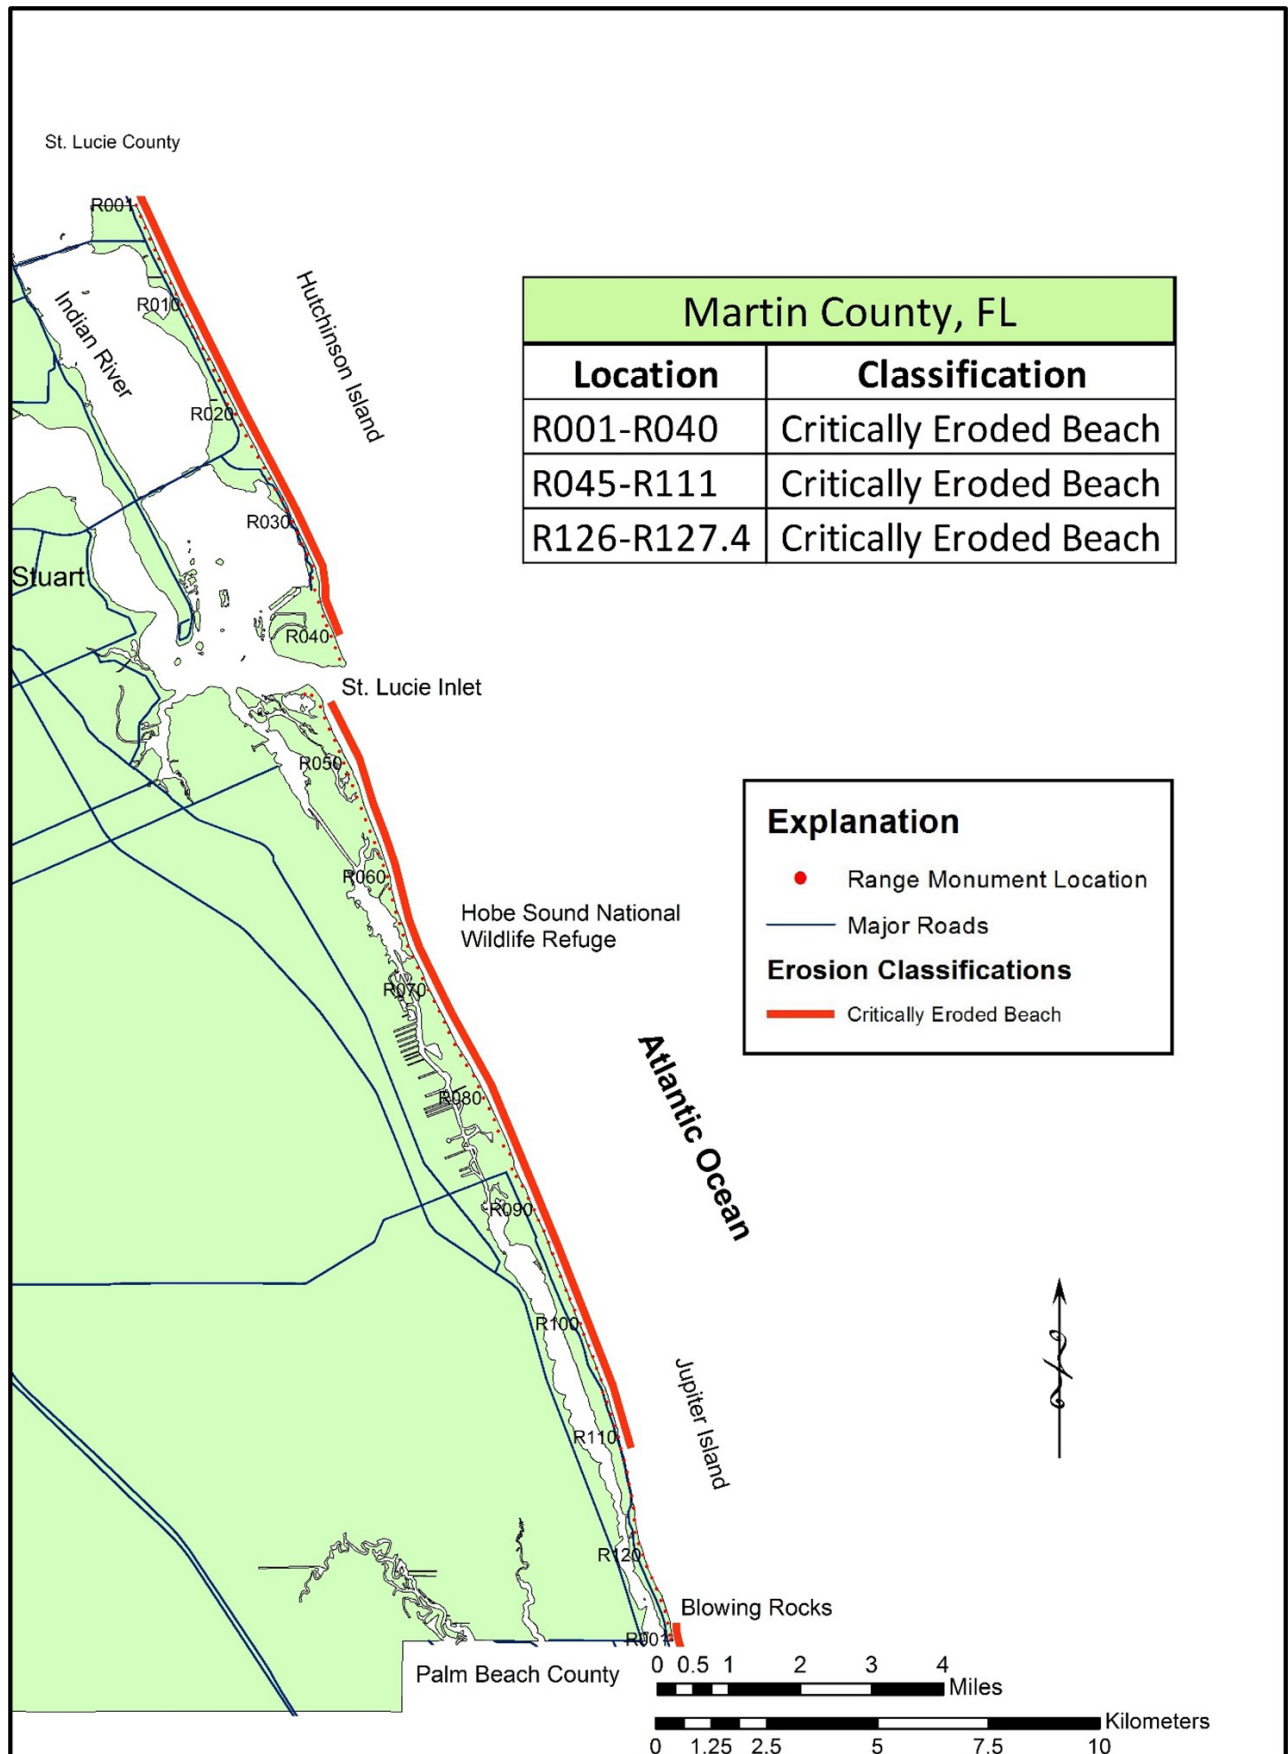 St. Lucie County
R001
Hutchinson Island
Indian River
R010
Martin County, FL
Location Classification
R001-R040 Critically Eroded Beach
R045-R111 Critically Eroded Beach
R126-R127.4 Critically Eroded Beach
R020
R030
Stuart
R040
St. Lucie Inlet
R050
Explanation
Range Monument Location
Major Roads
Erosion Classifications
Critically Eroded Beach
R060
Hobe Sound National
Wildlife Refuge
R070
Atlantic Ocean
R080
R090
R100
Jupiter Island
R110
R120
Blowing Rocks
R001
Palm Beach County
0 0.5 1 2 3 4
Miles
Kilometers
0 1.25 2.5 5 7.5 10